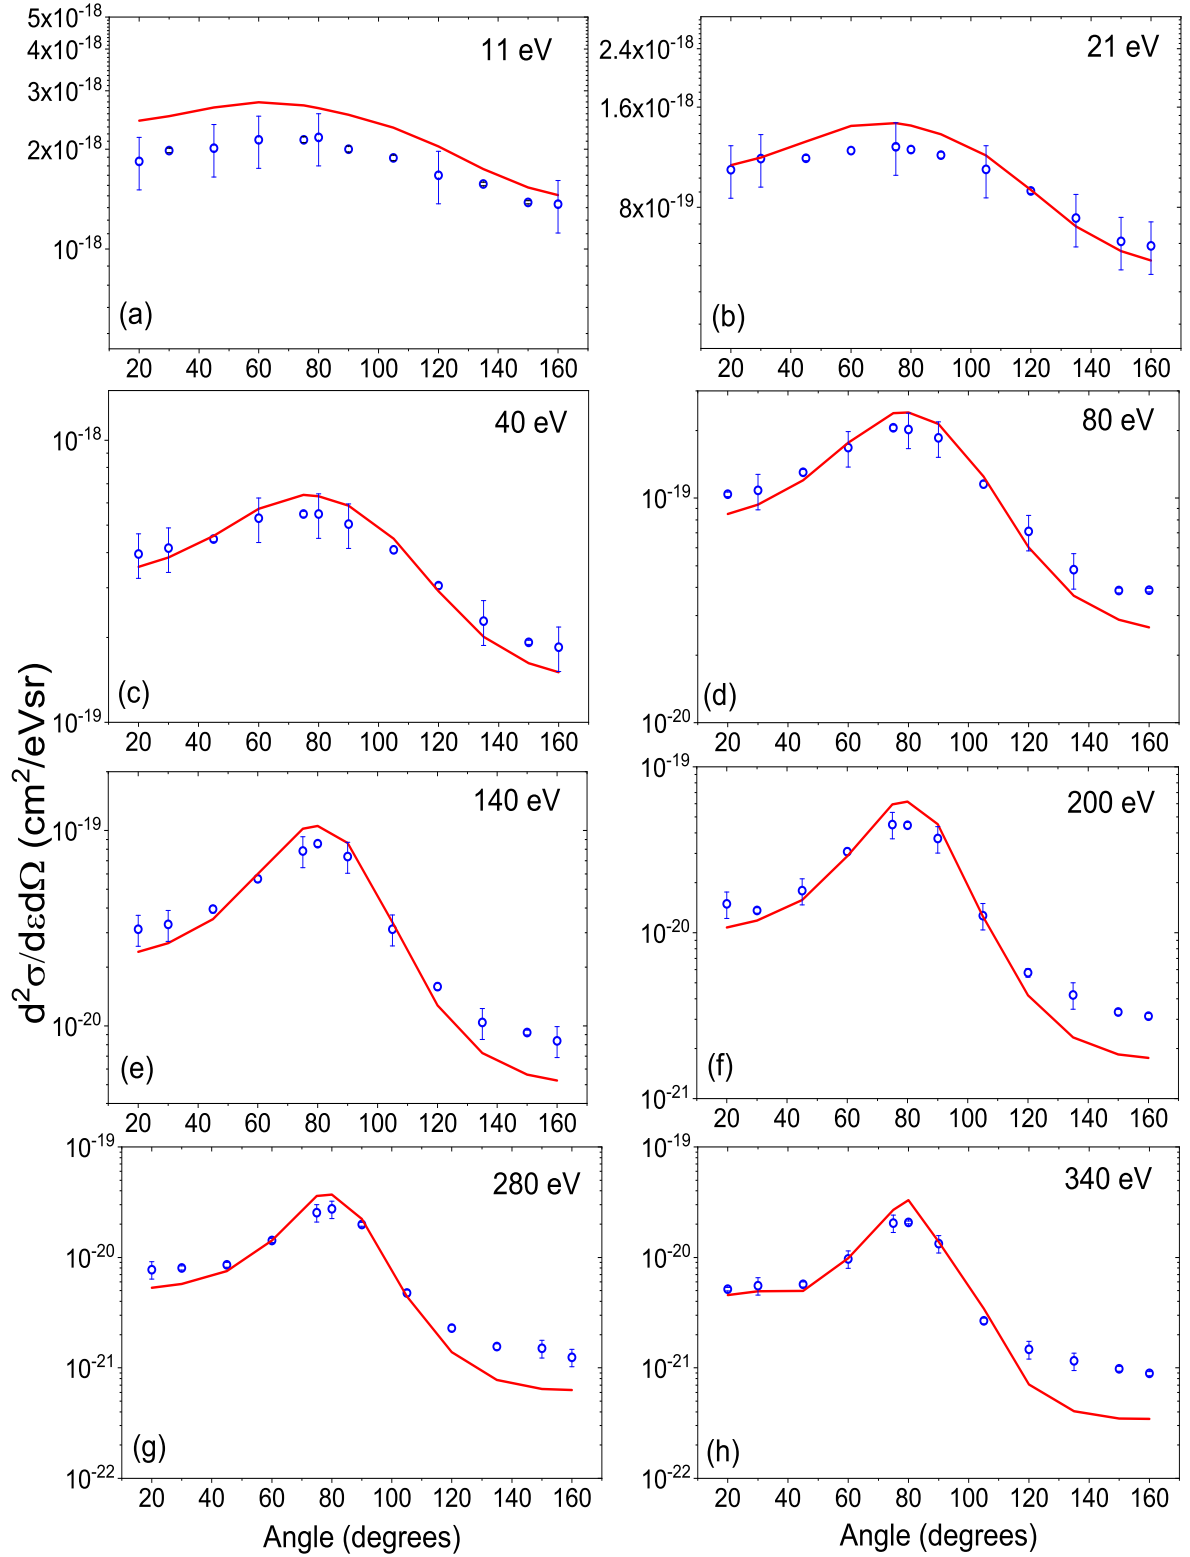 5x10-18
4x10-18
3x10-18
2x10-18
10-18
11 eV
(a)
20 40 60 80 100 120 140 160
2.4x10-18
1.6x10-18
8x10-19
21 eV
(b)
20 40 60 80 100 120 140 160
10-18
10-19
40 eV
(c)
20 40 60 80 100 120 140 160
10-19
10-20
80 eV
(d)
20 40 60 80 100 120 140 160
d2σ/dεdΩ (cm2/eVsr)
10-19
10-20
140 eV
(e)
20 40 60 80 100 120 140 160
10-19
10-20
10-21
200 eV
(f)
20 40 60 80 100 120 140 160
10-19
10-20
10-21
10-22
280 eV
(g)
20 40 60 80 100 120 140 160
Angle (degrees)
10-19
10-20
10-21
10-22
340 eV
(h)
20 40 60 80 100 120 140 160
Angle (degrees)